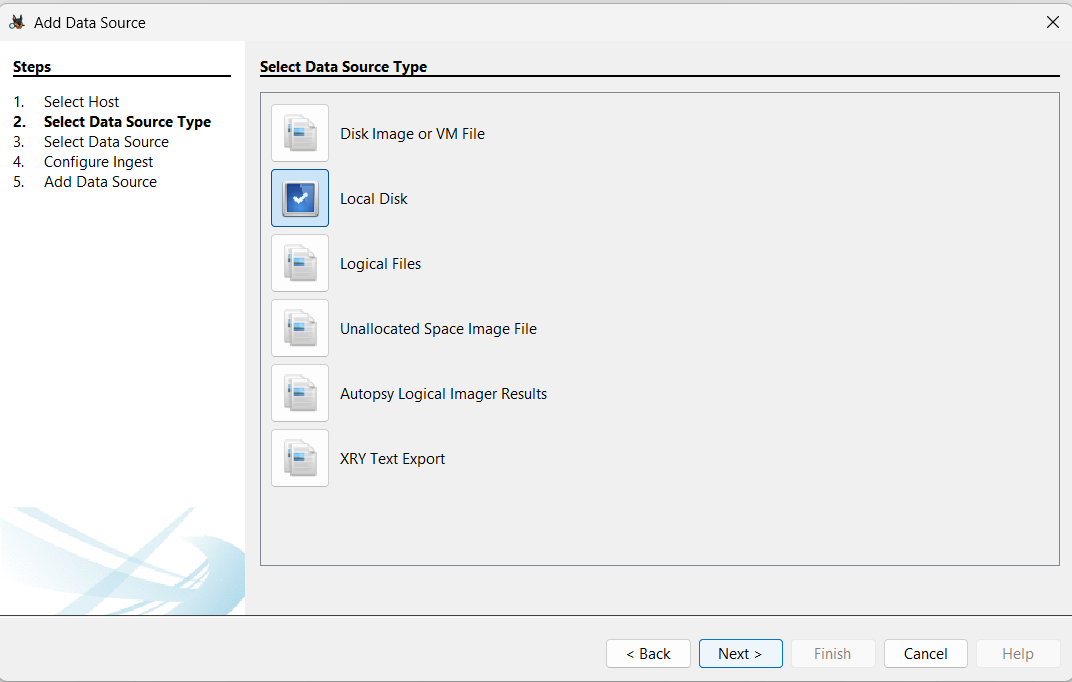 Add Data Source
Steps
1. Select Host
2. Select Data Source Type
3. Select Data Source
4. Configure Ingest
5. Add Data Source
Select Data Source Type
Disk Image or VM File
Local Disk
Logical Files
Unallocated Space Image File
Autopsy Logical Imager Results
XRY Text Export
< Back
Next >
Finish
Cancel
Help